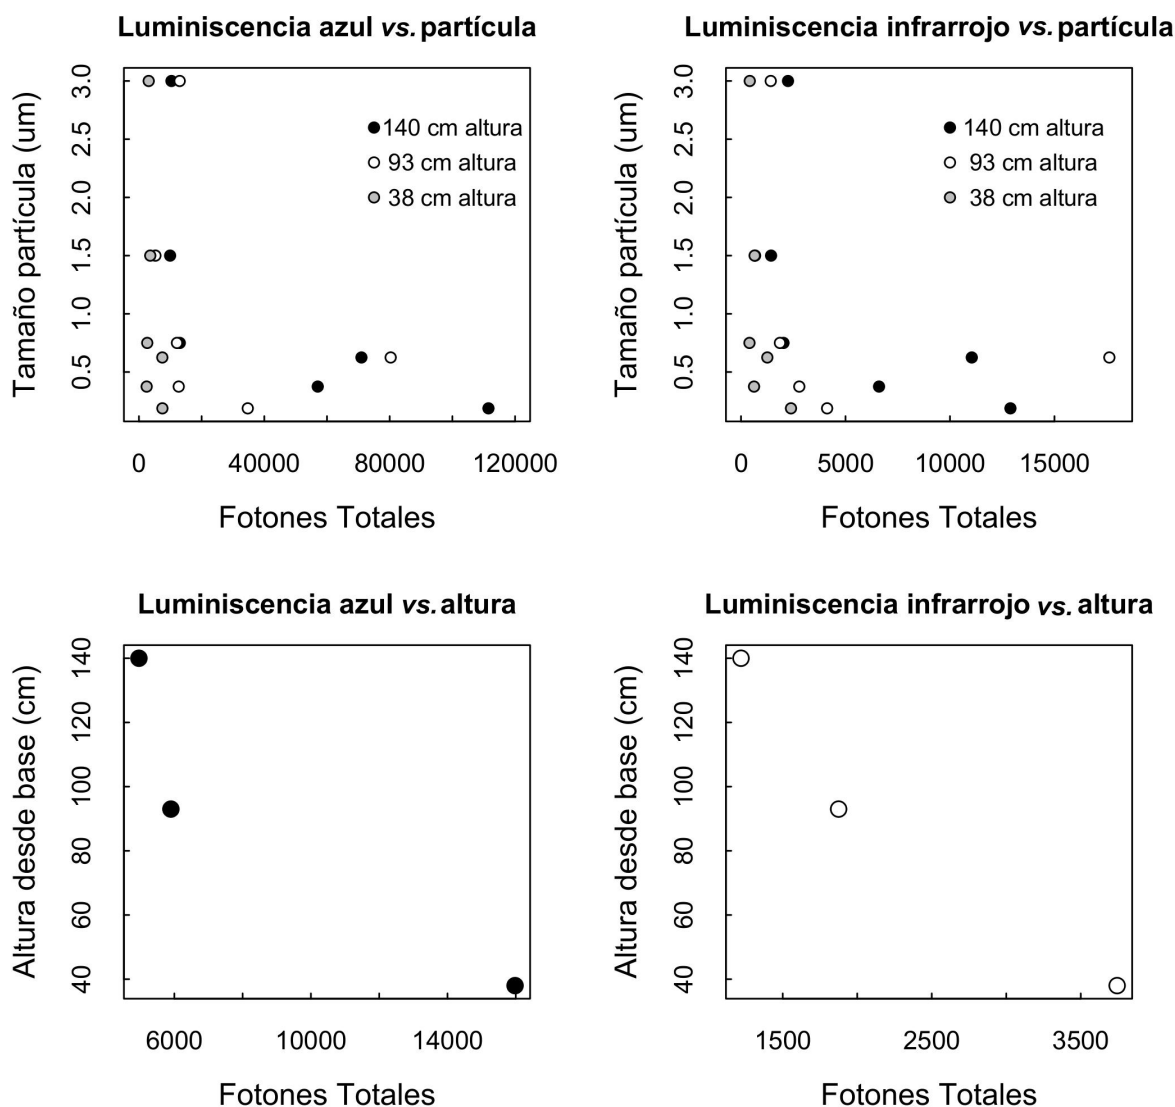 Luminiscencia azul vs. partícula
Tamaño partícula (um)
3.0
2.5
2.0
1.5
1.0
0.5
140 cm altura
93 cm altura
38 cm altura
0 40000 80000 120000
Fotones Totales
Luminiscencia infrarrojo vs. partícula
Tamaño partícula (um)
3.0
2.5
2.0
1.5
1.0
0.5
140 cm altura
93 cm altura
38 cm altura
0 5000 10000 15000
Fotones Totales
Luminiscencia azul vs. altura
Altura desde base (cm)
140
120
100
80
60
40
6000 10000 14000
Fotones Totales
Luminiscencia infrarrojo vs. altura
Altura desde base (cm)
140
120
100
80
60
40
1500 2500 3500
Fotones Totales